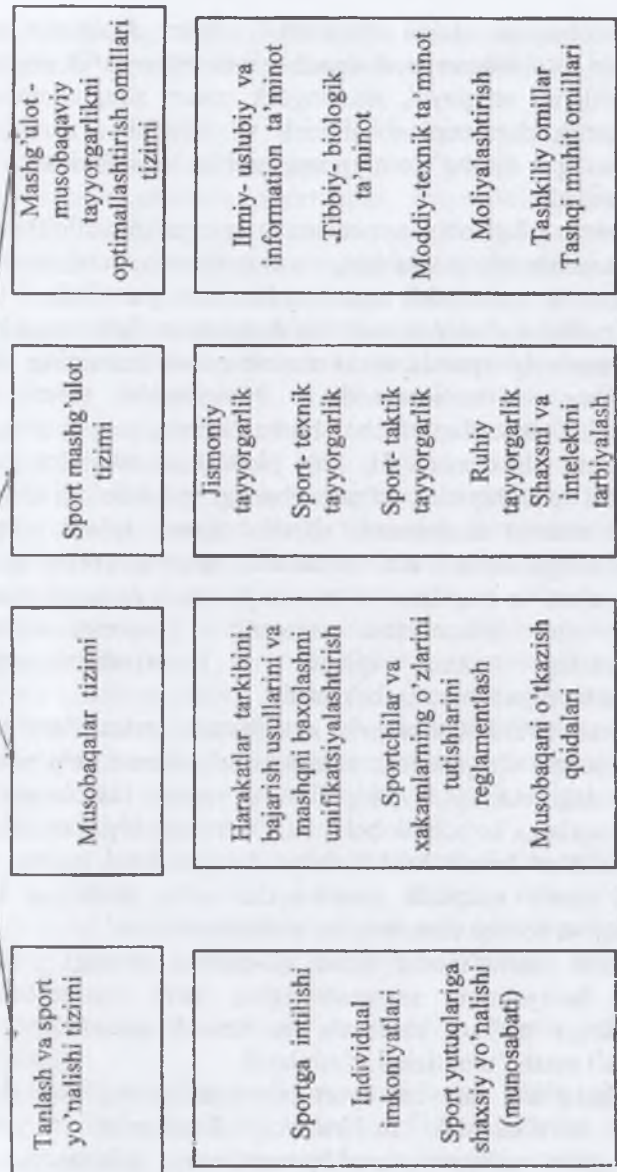 Tanlash va sport
yo'nalishi tizimi
Sportga intilishi
Individual
imkoniyatlari
Sport yutuqlariga
shaxsiy yo'nalishi
(munosabati)
Musobaqalar tizimi
Harakatlar tarkibini,
bajarish usullarini va
mashqni baxolashni
unifikatsiyalashtirish
Sportchilar va
xakamlarning o'zaro
turushlarini
reglamentlash
Musobaqani o'tkazish
qoidalari
Sport mashg'ulot
tizimi
Jismoniy
tayyorgarlik
Sport- texnik
tayyorgarlik
Sport- taktik
tayyorgarlik
Ruhiy
tayyorgarlik
Shaxsni va
intelektni
tarbiyalash
Mashg'ulot -
musobaqaviy
tayyorgarlikni
optimallashtirish omillari
tizimi
Ilmiy- uslubiy va
information ta'minot
Tibbiy- biologik
ta'minot
Moddiy-texnik ta'minot
Moliyalashtirish
Tashkiliy omillar
Tashqi muhit omillari